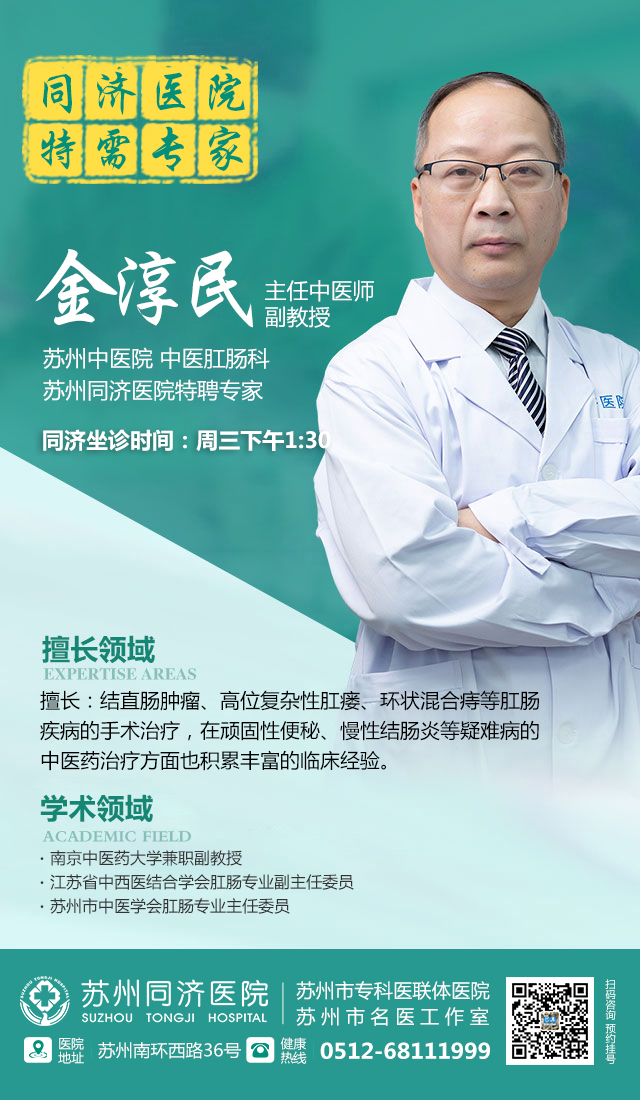 同济医院
特需专家
金淳民
主任中医师
副教授
苏州中医院 中医肛肠科
苏州同济医院特聘专家
同济坐诊时间：周三下午1:30
济医院
擅长领域
EXPERTISE AREAS
擅长：结直肠肿瘤、高位复杂性肛瘘、环状混合痔等肛肠
疾病的手术治疗，在顽固性便秘、慢性结肠炎等疑难病的
中医药治疗方面也积累丰富的临床经验。
学术领域
ACADEMIC FIELD
· 南京中医药大学兼职副教授
· 江苏省中西医结合学会肛肠专业副主任委员
· 苏州市中医学会肛肠专业主任委员
SUZHOU TONGJI HOSPITAL
苏州同济医院
SUZHOU TONGJI HOSPITAL
苏州市专科医联体医院
苏州市名医工作室
扫码咨询 预约挂号
医院
地址
苏州南环西路36号
健康
热线
0512-68111999